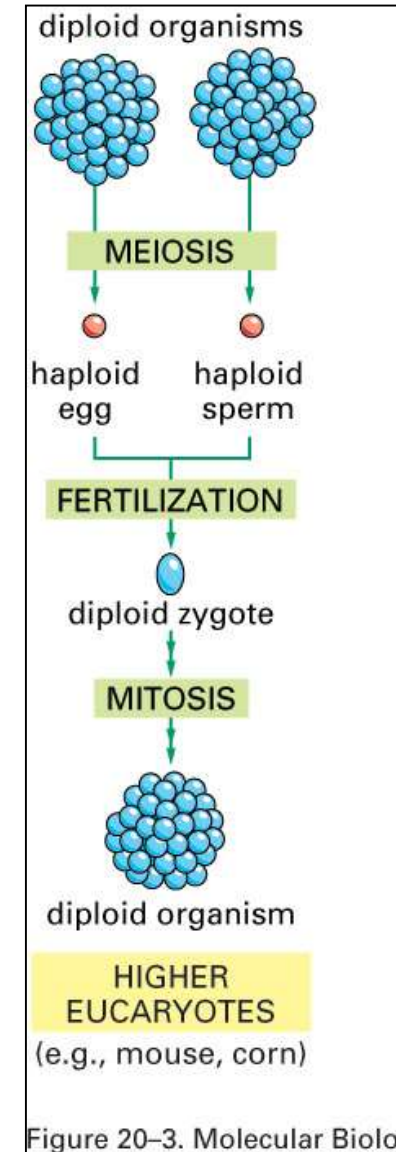 diploid organisms
MEIOSIS
haploid
egg
haploid
sperm
FERTILIZATION
diploid zygote
MITOSIS
diploid organism
HIGHER
EUCARYOTES
(e.g., mouse, corn)
Figure 20–3. Molecular Biolo